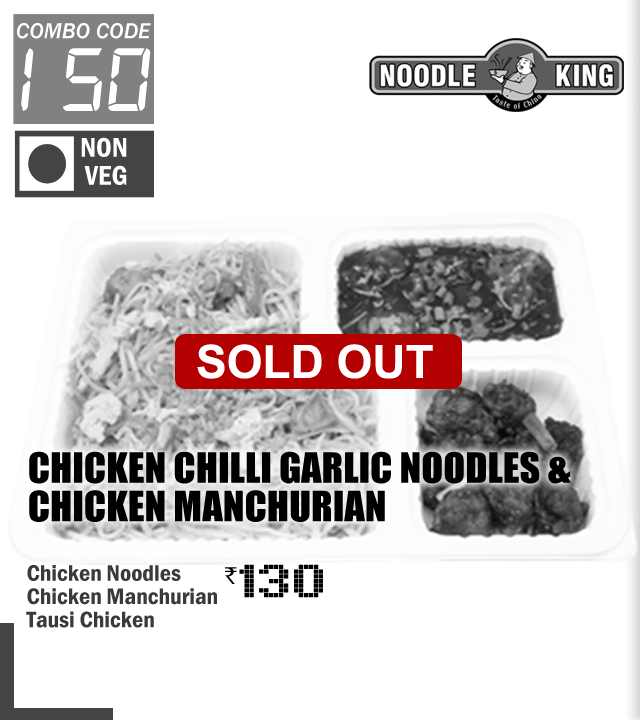 COMBO CODE
150
NON
VEG
NOODLE KING
Taste of China
SOLD OUT
CHICKEN CHILLI GARLIC NOODLES &
CHICKEN MANCHURIAN
Chicken Noodles
Chicken Manchurian
Tausi Chicken
₹130